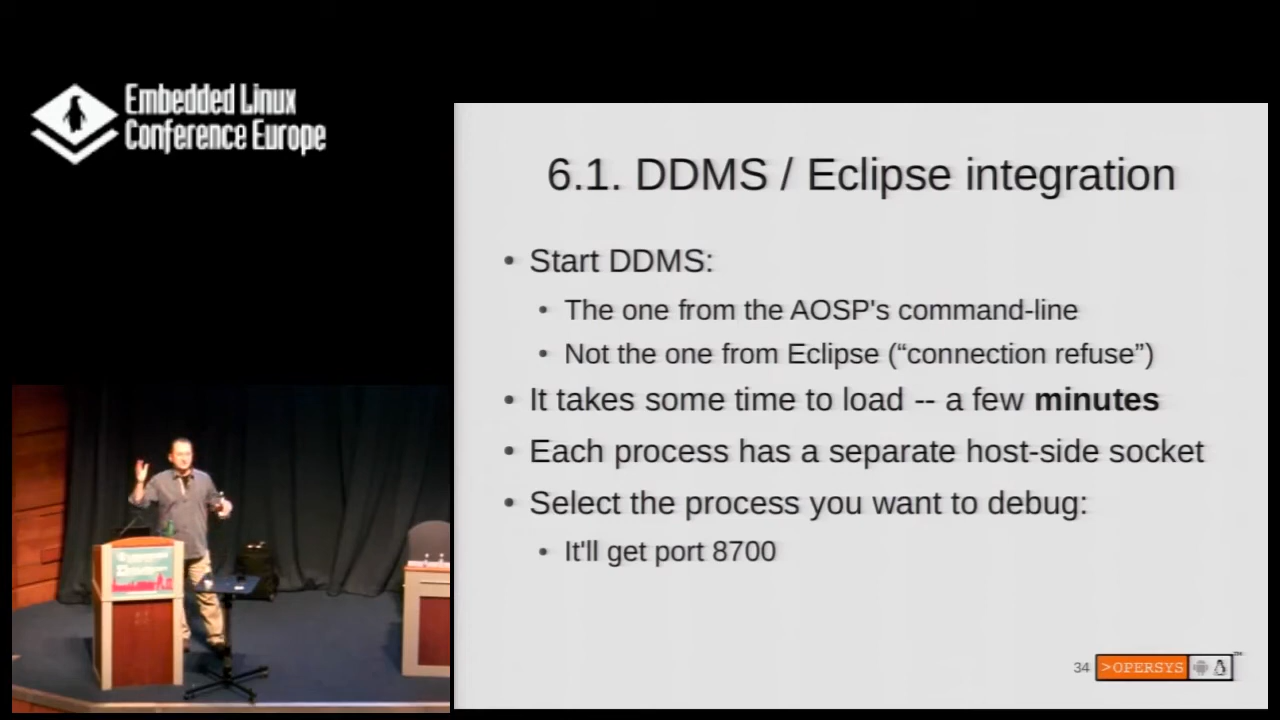 Embedded Linux
Conference Europe
6.1. DDMS / Eclipse integration
• Start DDMS:
• The one from the AOSP's command-line
• Not the one from Eclipse (“connection refuse”)
• It takes some time to load -- a few minutes
• Each process has a separate host-side socket
• Select the process you want to debug:
• It'll get port 8700
34 >OPERSYS ™